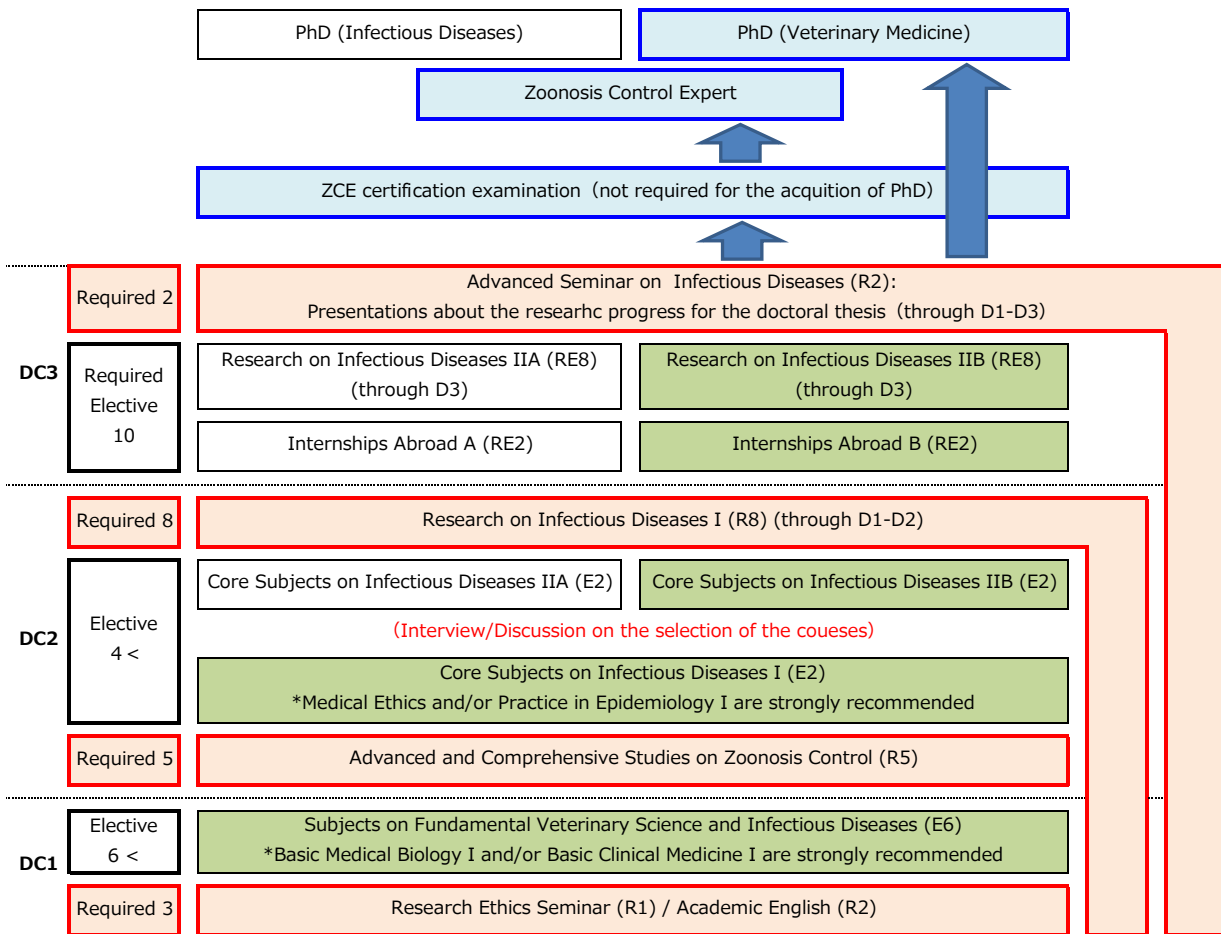 PhD (Infectious Diseases)
PhD (Veterinary Medicine)
Zoonosis Control Expert
ZCE certification examination（not required for the acquition of PhD）
Required 2
Advanced Seminar on Infectious Diseases (R2):
Presentations about the researhc progress for the doctoral thesis（through D1-D3）
DC3
Required
Elective
10
Research on Infectious Diseases IIA (RE8)
(through D3)
Research on Infectious Diseases IIB (RE8)
(through D3)
Internships Abroad A (RE2)
Internships Abroad B (RE2)
Required 8
Research on Infectious Diseases I (R8) (through D1-D2)
DC2
Elective
4＜
Core Subjects on Infectious Diseases IIA (E2)
Core Subjects on Infectious Diseases IIB (E2)
（Interview/Discussion on the selection of the coueses）
Core Subjects on Infectious Diseases I (E2)
*Medical Ethics and/or Practice in Epidemiology I are strongly recommended
Required 5
Advanced and Comprehensive Studies on Zoonosis Control (R5)
DC1
Elective
6＜
Subjects on Fundamental Veterinary Science and Infectious Diseases (E6)
*Basic Medical Biology I and/or Basic Clinical Medicine I are strongly recommended
Required 3
Research Ethics Seminar (R1) / Academic English (R2)